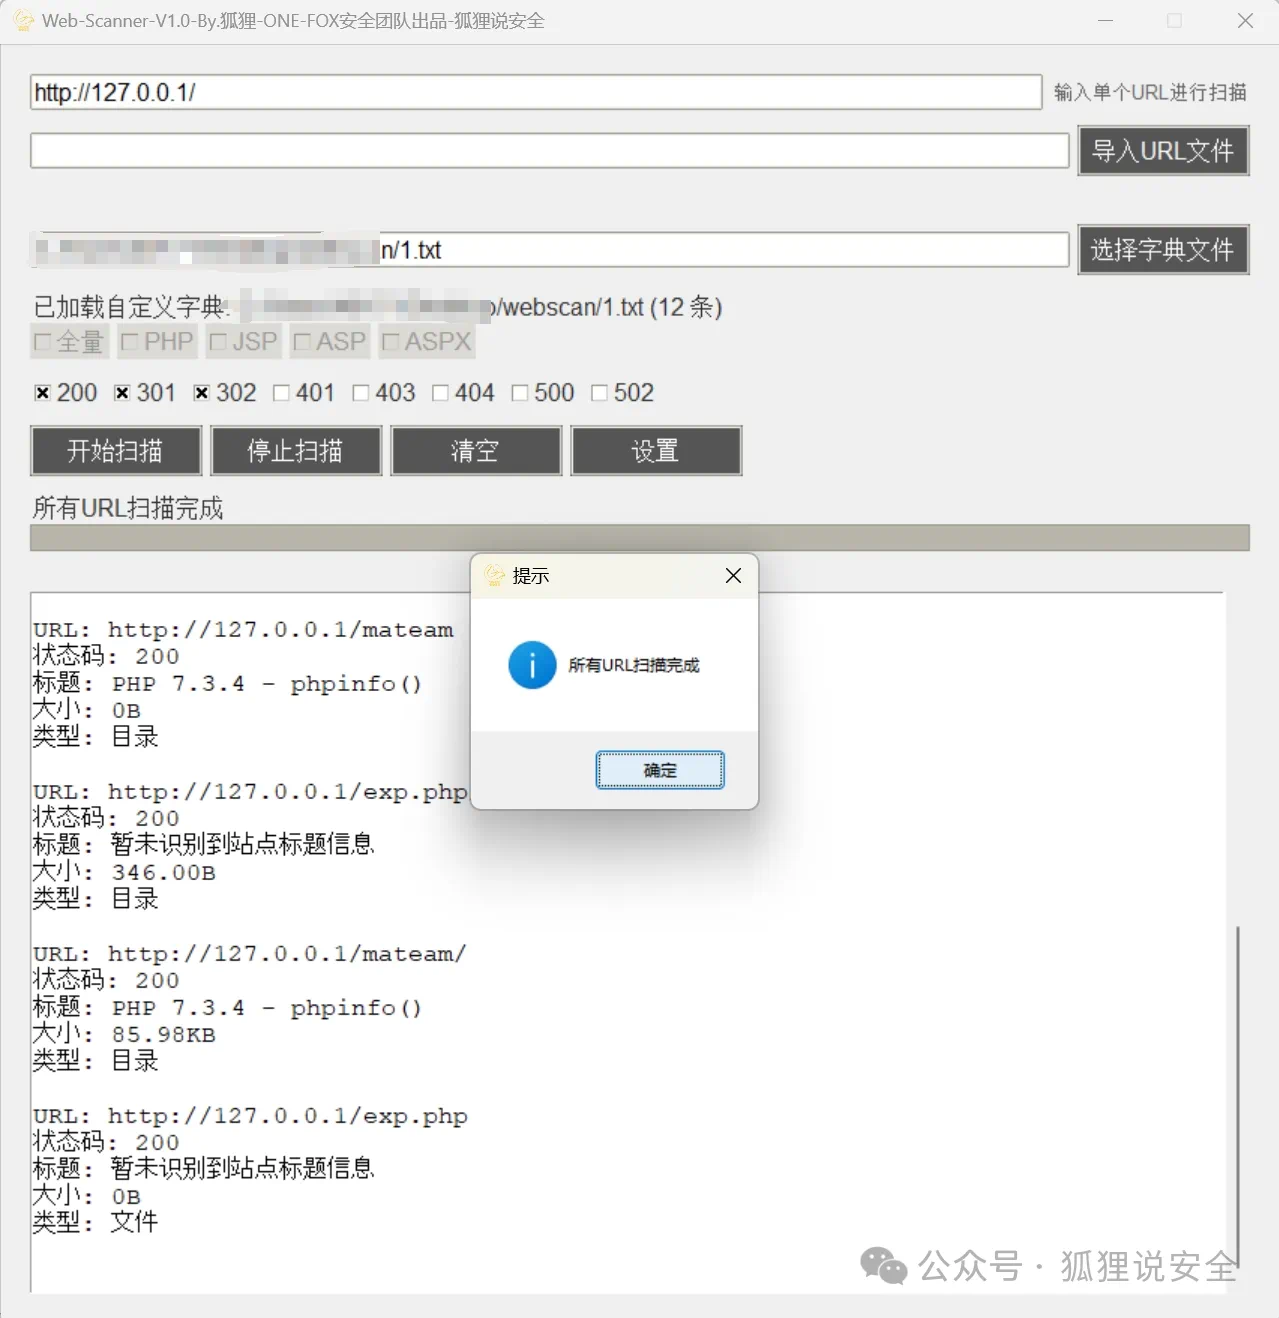 Web-Scanner-V1.0-By.狐狸-ONE-FOX安全团队出品-狐狸说安全
http://127.0.0.1/ 输入单个URL进行扫描
导入URL文件
n/1.txt 选择字典文件
已加载自定义字典: /webscan/1.txt (12 条)
全量 PHP JSP ASP ASPX
200 301 302 401 403 404 500 502
开始扫描 停止扫描 清空 设置
所有URL扫描完成
提示
所有URL扫描完成
确定
URL: http://127.0.0.1/mateam
状态码: 200
标题: PHP 7.3.4 - phpinfo()
大小: 0B
类型: 目录
URL: http://127.0.0.1/exp.php
状态码: 200
标题: 暂未识别到站点标题信息
大小: 346.00B
类型: 目录
URL: http://127.0.0.1/mateam/
状态码: 200
标题: PHP 7.3.4 - phpinfo()
大小: 85.98KB
类型: 目录
URL: http://127.0.0.1/exp.php
状态码: 200
标题: 暂未识别到站点标题信息
大小: 0B
类型: 文件
公众号 · 狐狸说安全